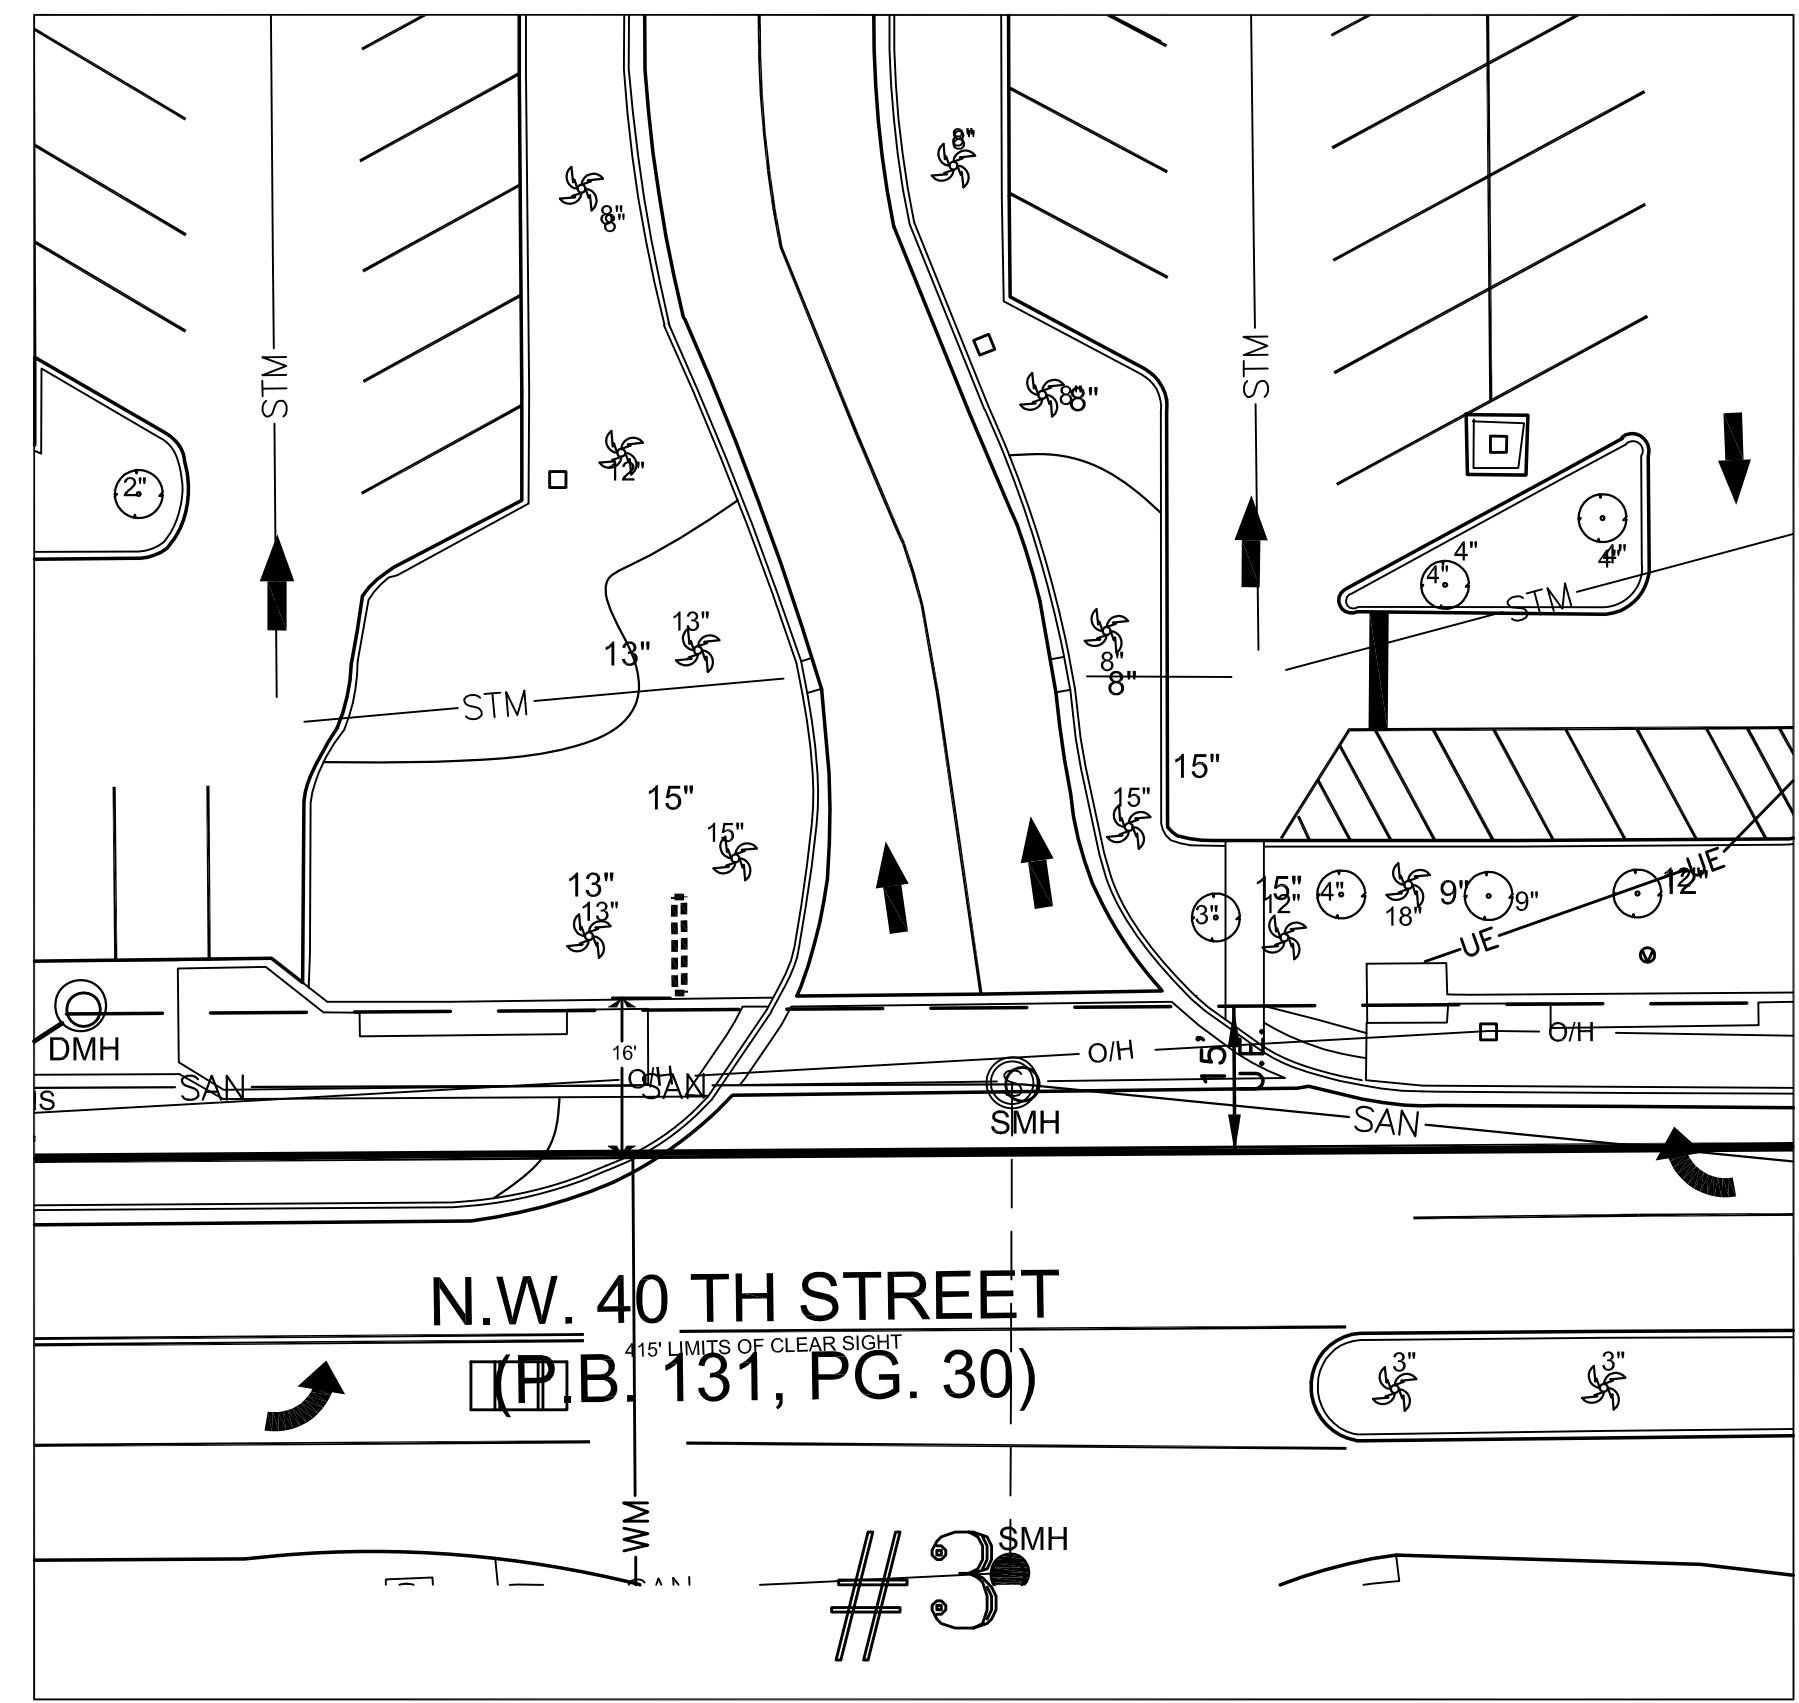 8"
8"
8"
8"
STM
STM
8"
8"
12"
2"
4"
4"
4"
4"
STM
13"
13"
8"
8"
STM
15"
15"
15"
15"
13"
13"
3"
15"
12"
4"
18"
9"
9"
12"
UE
UE
DMH
16'
O/H
O/H
O/H
15'
U.E.
SAN
SAN
S
SMH
SAN
N.W. 40 TH STREET
415' LIMITS OF CLEAR SIGHT
(P.B. 131, PG. 30)
3"
3"
WM
SMH
#3